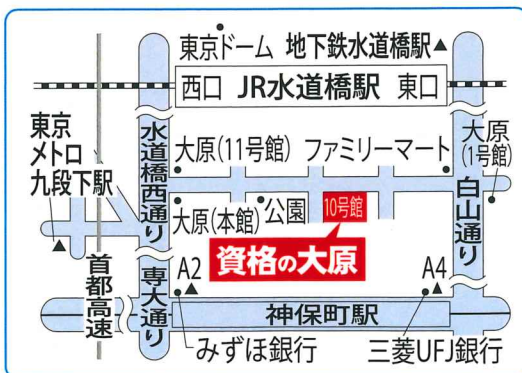 東京ドーム 地下鉄水道橋駅▲
西口 JR水道橋駅 東口
東京
メトロ
九段下駅
水道橋西通り
大原(11号館)
ファミリーマート
大原
(1号館)
白山通り
大原(本館)
公園
10号館
資格の大原
首都高速
専大通り
A2
A4
神保町駅
みずほ銀行
三菱UFJ銀行